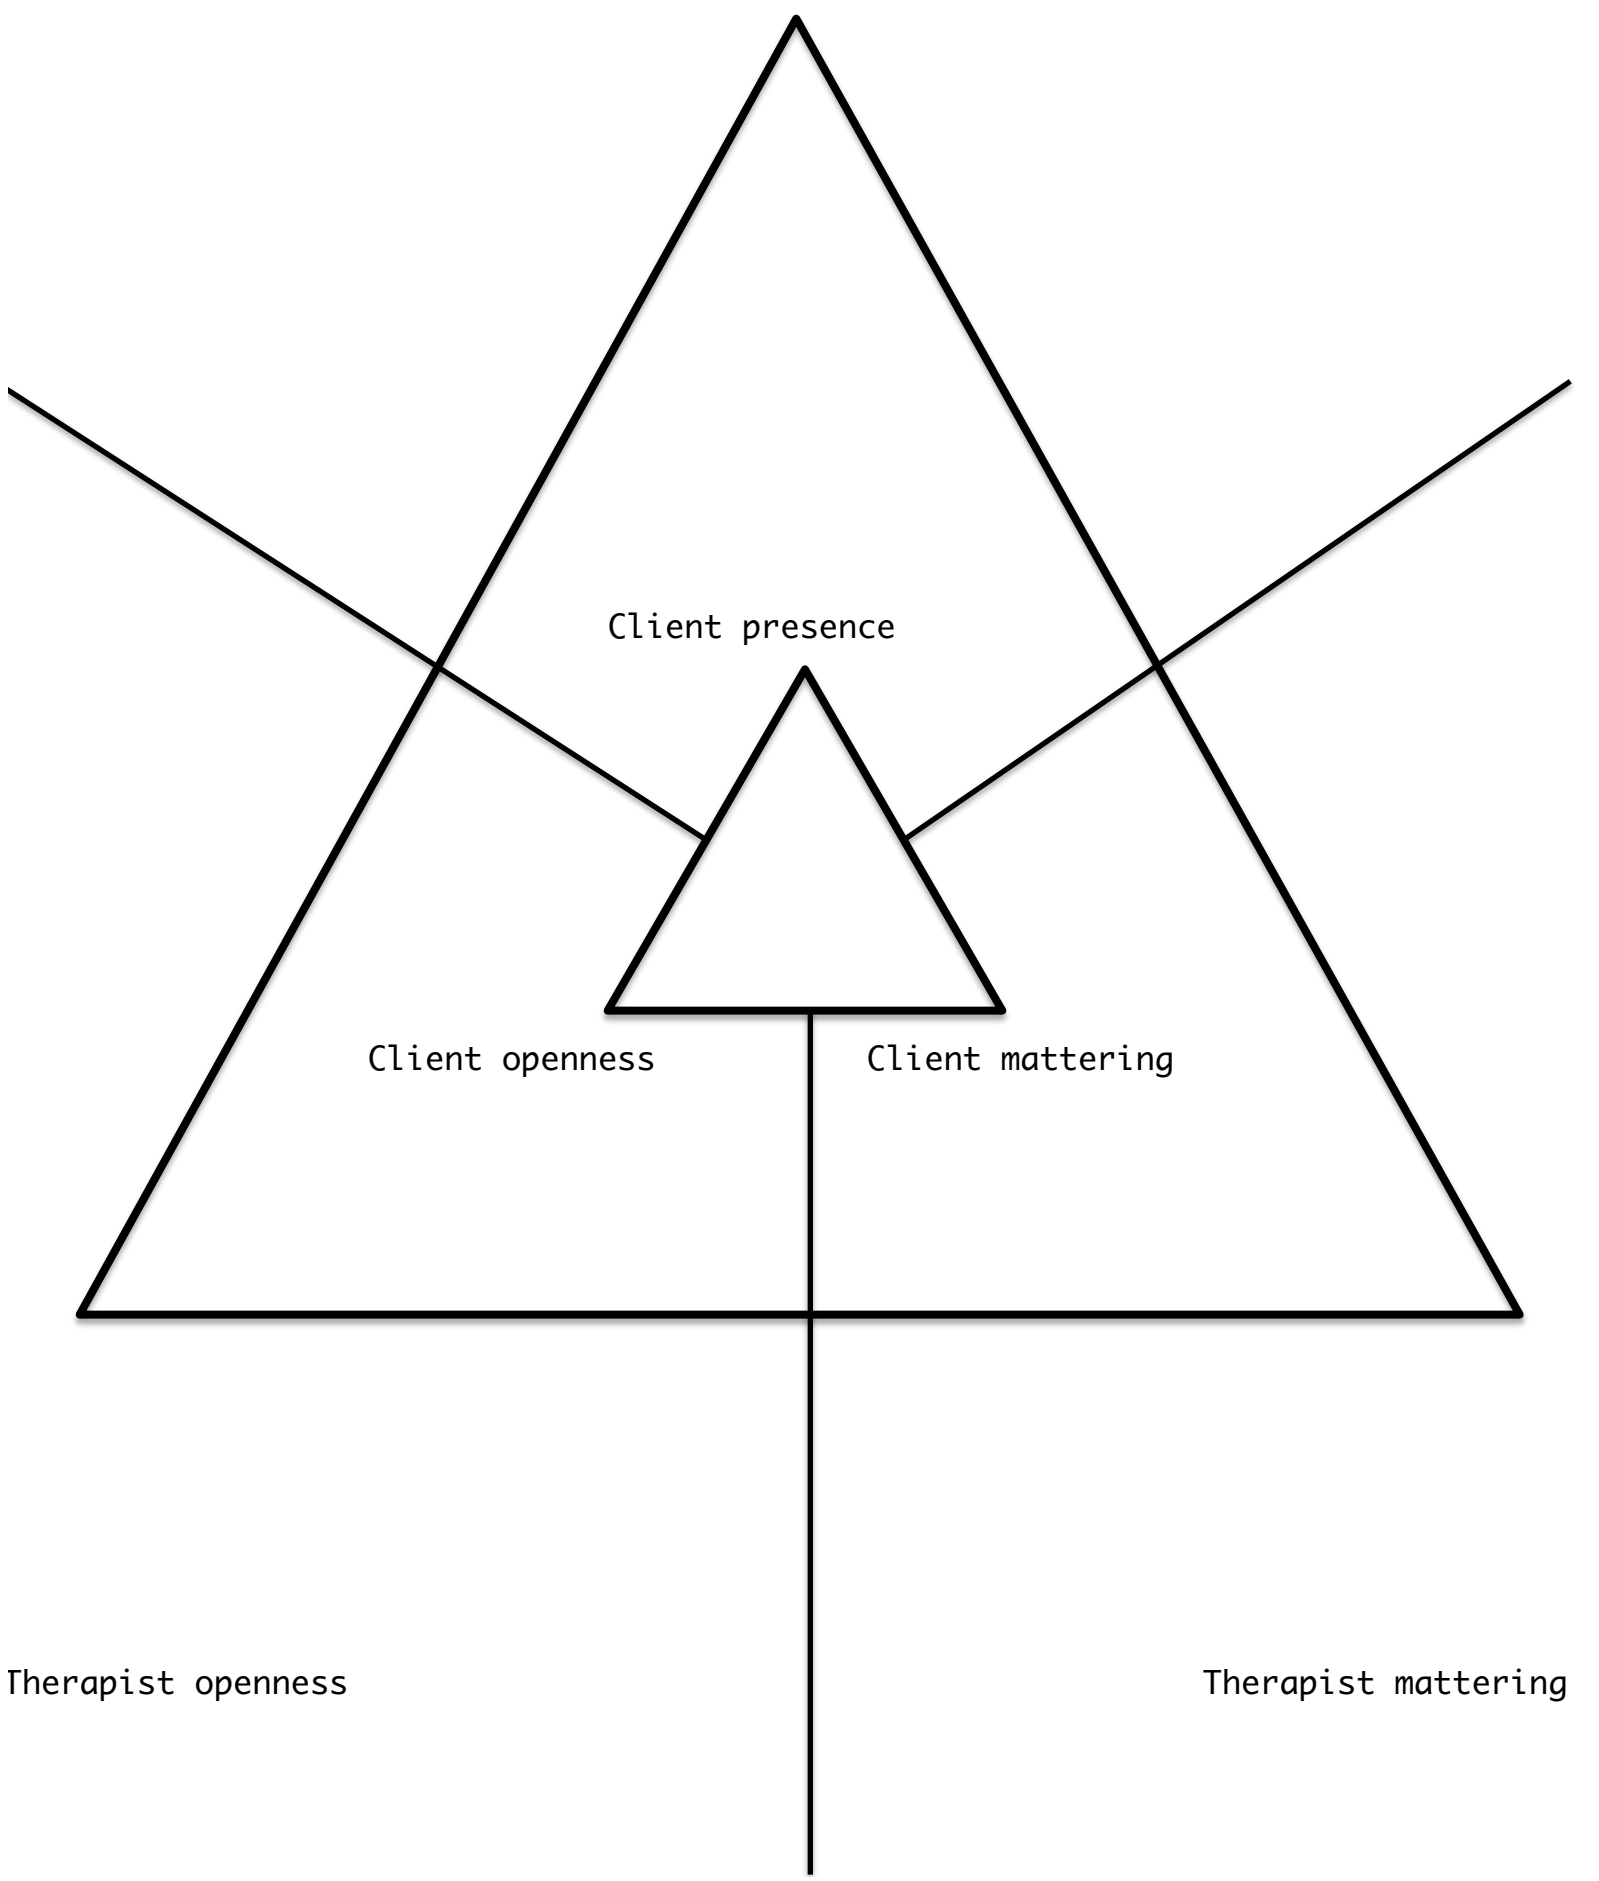 Client presence
Client openness
Client mattering
Therapist openness
Therapist mattering